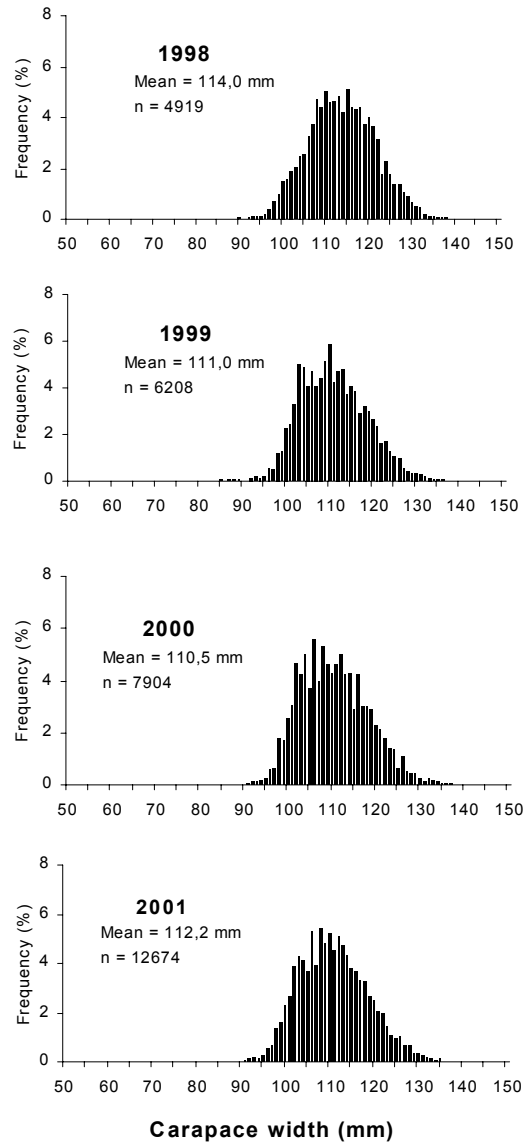 8
6
4
2
0
Frequency (%)
1998
Mean = 114,0 mm
n = 4919
50 60 70 80 90 100 110 120 130 140 150
8
6
4
2
0
Frequency (%)
1999
Mean = 111,0 mm
n = 6208
50 60 70 80 90 100 110 120 130 140 150
8
6
4
2
0
Frequency (%)
2000
Mean = 110,5 mm
n = 7904
50 60 70 80 90 100 110 120 130 140 150
8
6
4
2
0
Frequency (%)
2001
Mean = 112,2 mm
n = 12674
50 60 70 80 90 100 110 120 130 140 150
Carapace width (mm)